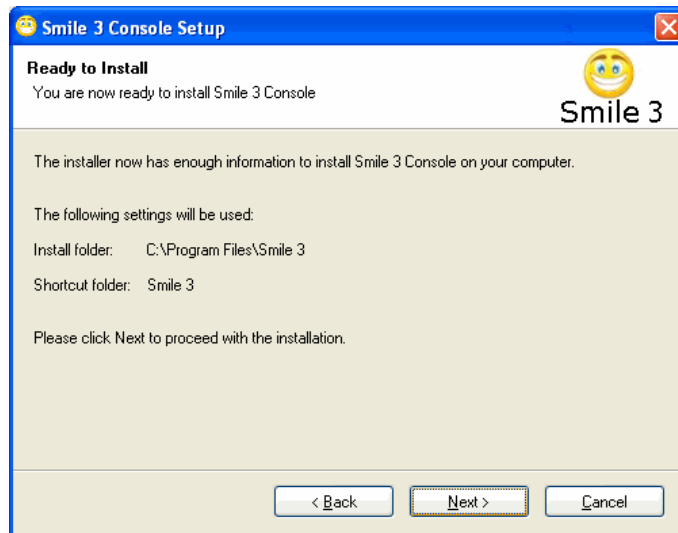 Smile 3 Console Setup
Ready to Install
You are now ready to install Smile 3 Console
Smile 3
The installer now has enough information to install Smile 3 Console on your computer.
The following settings will be used:
Install folder: C:\Program Files\Smile 3
Shortcut folder: Smile 3
Please click Next to proceed with the installation.
< Back Next > Cancel